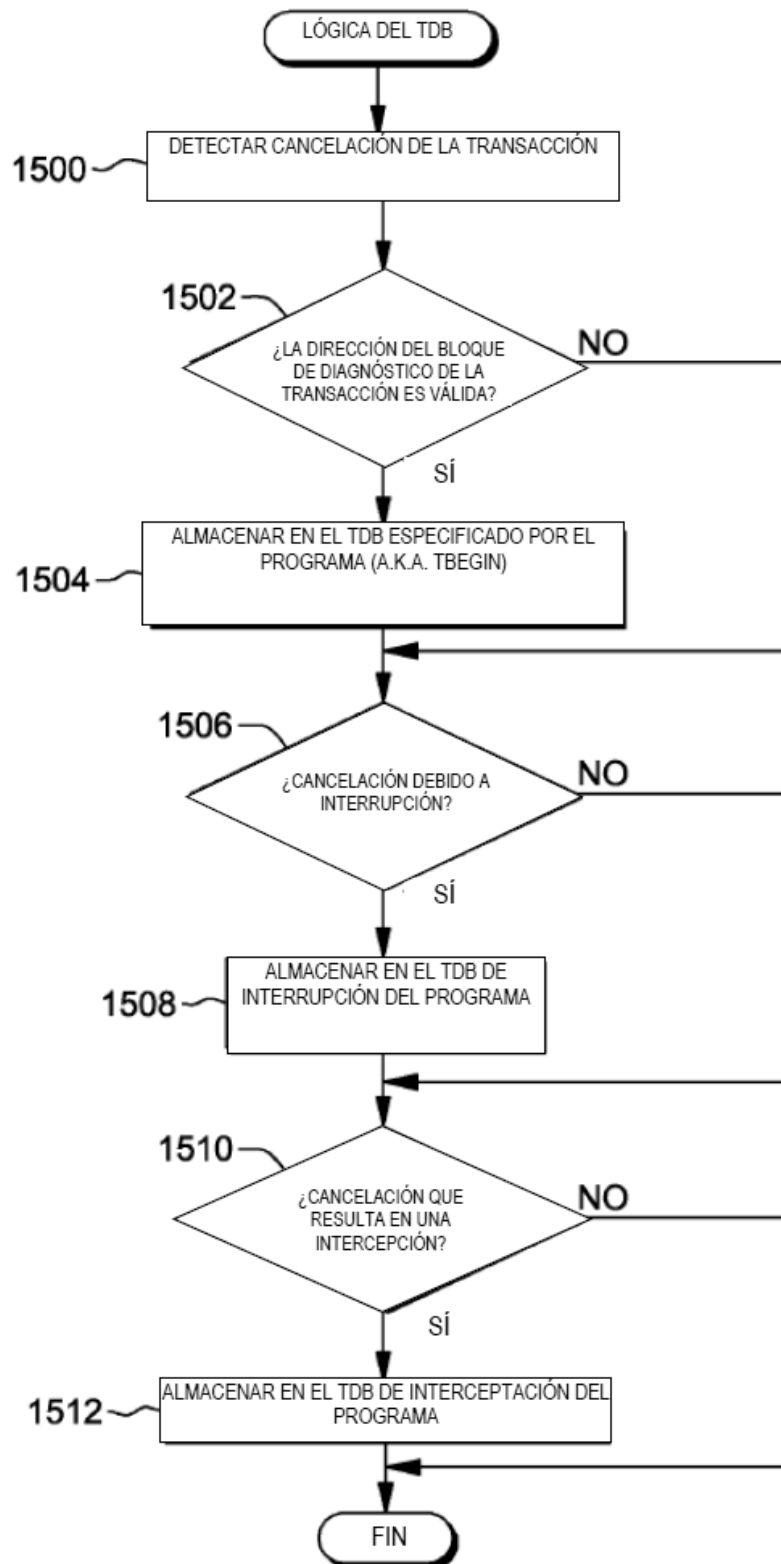 LÓGICA DEL TDB
1500
DETECTAR CANCELACIÓN DE LA TRANSACCIÓN
1502
¿LA DIRECCIÓN DEL BLOQUE
DE DIAGNÓSTICO DE LA
TRANSACCIÓN ES VÁLIDA?
NO
SÍ
1504
ALMACENAR EN EL TDB ESPECIFICADO POR EL
PROGRAMA (A.K.A. TBEGIN)
1506
¿CANCELACIÓN DEBIDO A
INTERRUPCIÓN?
NO
SÍ
1508
ALMACENAR EN EL TDB DE
INTERRUPCIÓN DEL PROGRAMA
1510
¿CANCELACIÓN QUE
RESULTA EN UNA
INTERCEPCIÓN?
NO
SÍ
1512
ALMACENAR EN EL TDB DE INTERCEPTACIÓN DEL
PROGRAMA
FIN